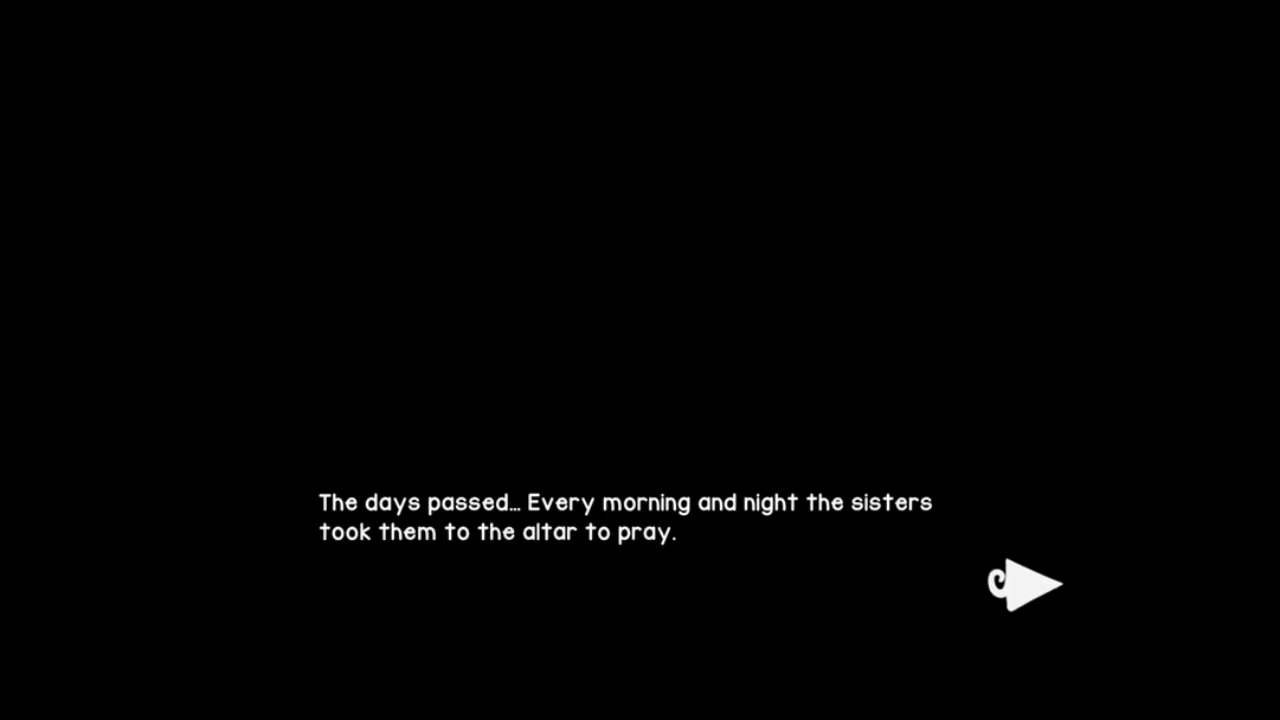 The days passed... Every morning and night the sisters
took them to the altar to pray.